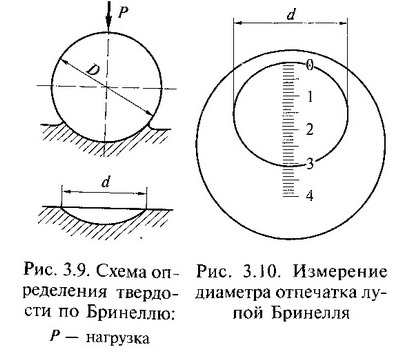 P
D
d
d
0
1
2
3
4
Рис. 3.9. Схема оп-
ределения твердо-
сти по Бринеллю:
P — нагрузка
Рис. 3.10. Измерение
диаметра отпечатка лу-
пой Бринелля